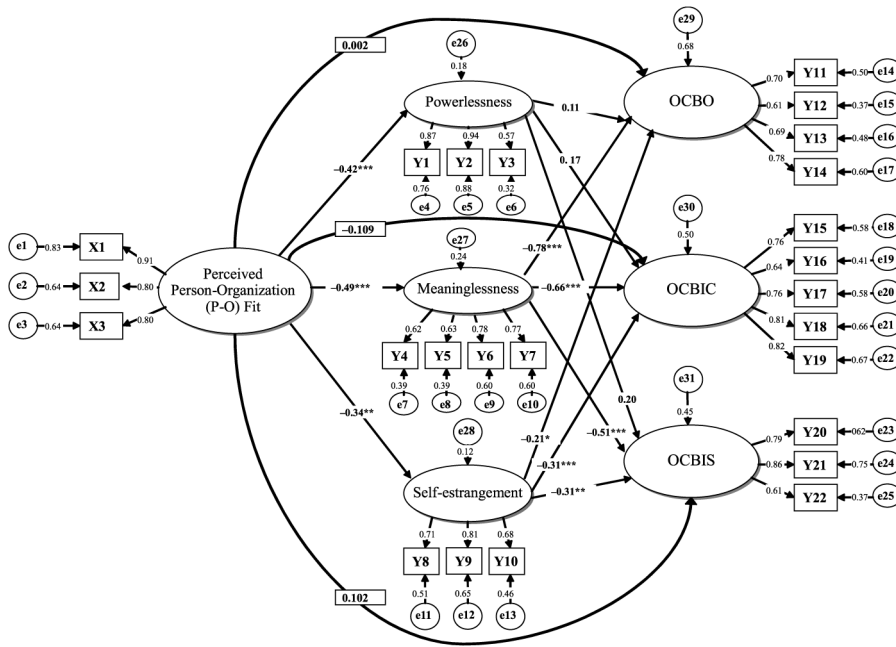 e29
0.002
e26
0.68
0.18
0.70
Y11
0.50
e14
Powerlessness
0.11
OCBO
0.61
Y12
0.37
e15
0.87
0.94
0.57
0.69
Y13
0.48
e16
Y1
Y2
Y3
0.17
0.78
Y14
0.60
e17
–0.42***
0.76
0.88
0.32
e4
e5
e6
e30
–0.109
e27
0.50
0.76
Y15
0.58
e18
e1
0.83
X1
0.24
–0.78***
0.64
Y16
0.41
e19
0.91
Perceived
Person-Organization
(P-O) Fit
e2
0.64
X2
0.80
–0.49***
Meaninglessness
–0.66***
OCBIC
0.76
Y17
0.58
e20
e3
0.64
X3
0.80
0.81
Y18
0.66
e21
0.62
0.63
0.78
0.77
0.82
Y19
0.67
e22
Y4
Y5
Y6
Y7
0.39
0.39
0.60
0.60
e7
e8
e9
e10
e31
0.20
–0.34**
e28
0.45
–0.21*
–0.51***
0.79
Y20
062
e23
0.12
–0.31***
OCBIS
0.86
Y21
0.75
e24
Self-estrangement
–0.31**
0.61
Y22
0.37
e25
0.71
0.81
0.68
Y8
Y9
Y10
0.102
0.51
0.65
0.46
e11
e12
e13